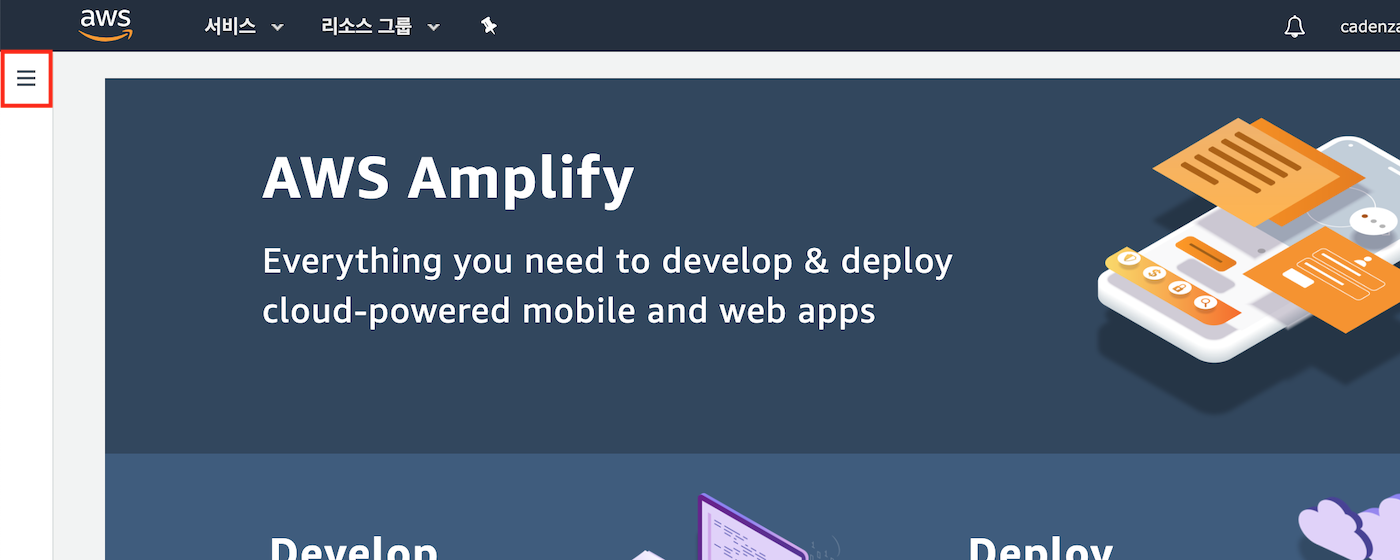 aws
서비스
리소스 그룹
cadenza
AWS Amplify
Everything you need to develop & deploy
cloud-powered mobile and web apps
Develop
Deploy